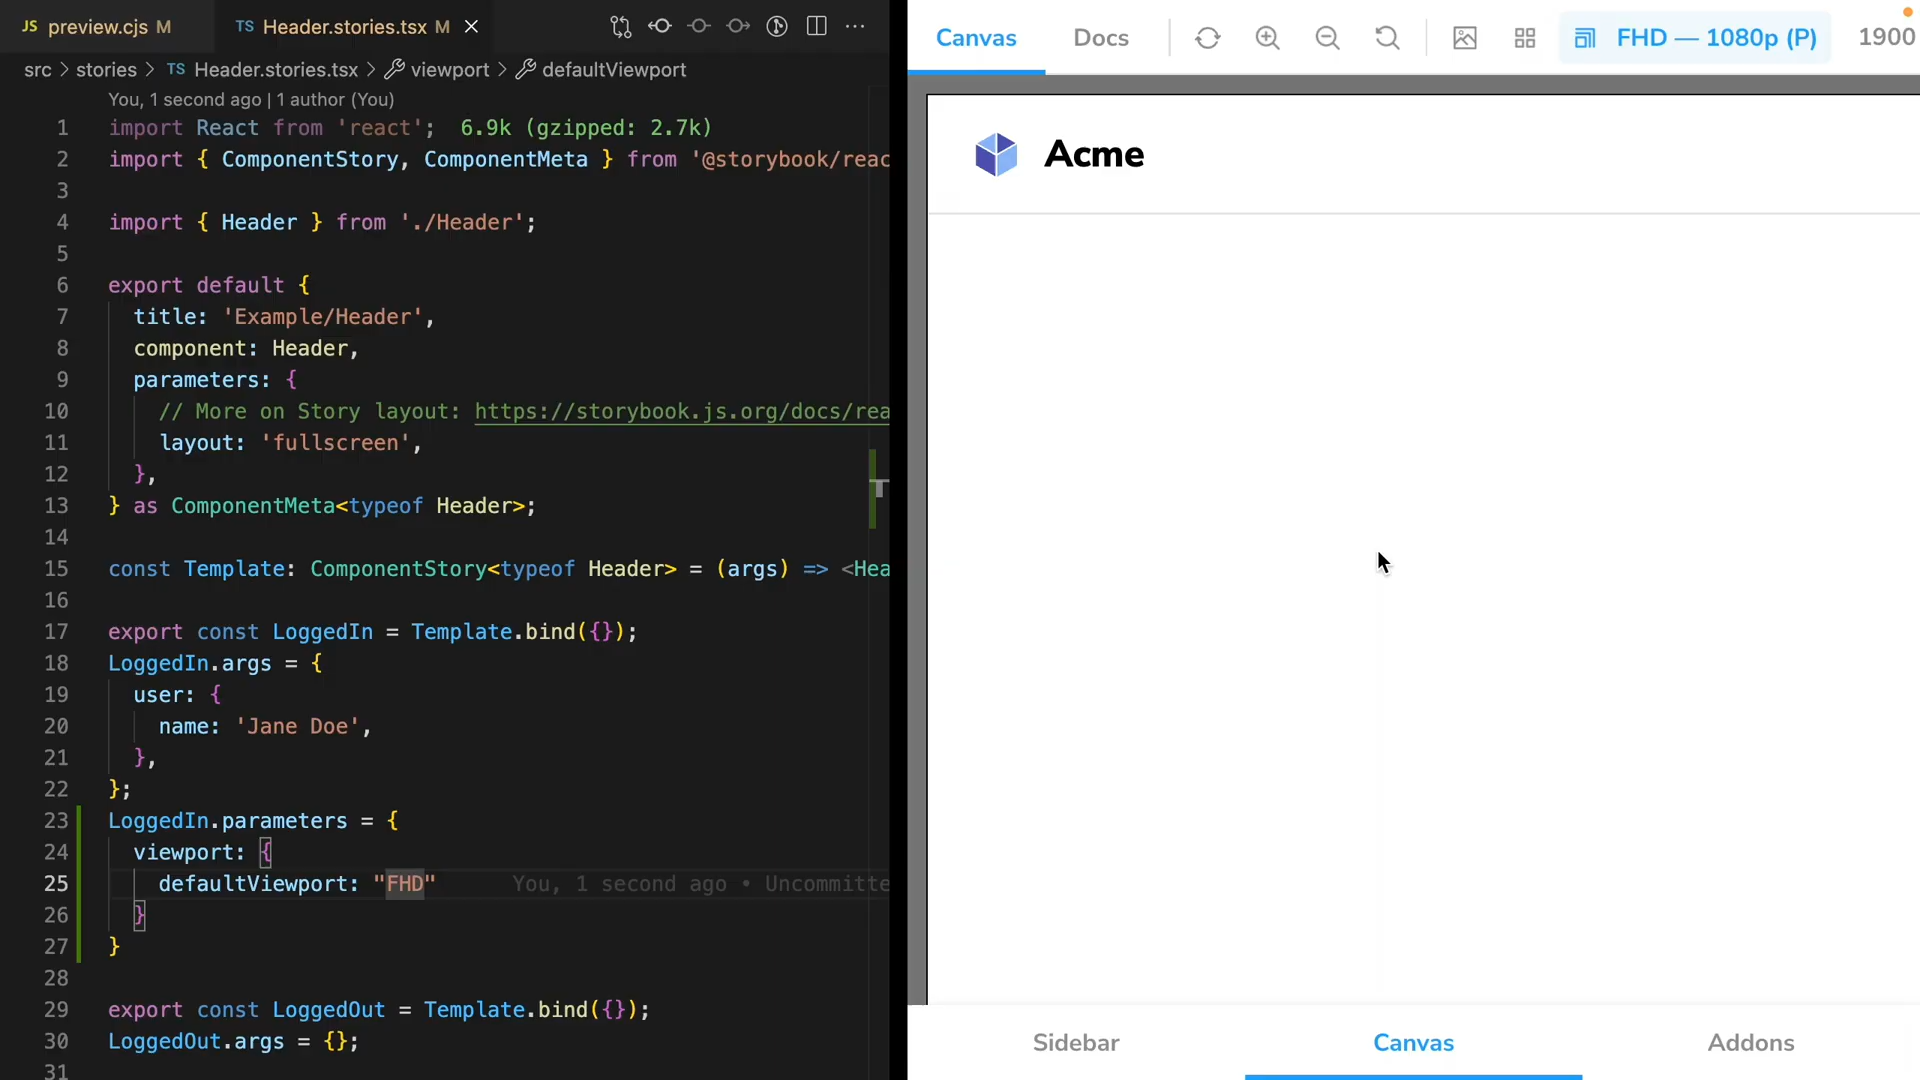 JS preview.cjs M TS Header.stories.tsx M
src > stories > TS Header.stories.tsx > viewport > defaultViewport
You, 1 second ago | 1 author (You)
1 import React from 'react'; 6.9k (gzipped: 2.7k)
2 import { ComponentStory, ComponentMeta } from '@storybook/reac
3
4 import { Header } from './Header';
5
6 export default {
7 title: 'Example/Header',
8 component: Header,
9 parameters: {
10 // More on Story layout: https://storybook.js.org/docs/rea
11 layout: 'fullscreen',
12 },
13 } as ComponentMeta<typeof Header>;
14
15 const Template: ComponentStory<typeof Header> = (args) => <Hea
16
17 export const LoggedIn = Template.bind({});
18 LoggedIn.args = {
19 user: {
20 name: 'Jane Doe',
21 },
22 };
23 LoggedIn.parameters = {
24 viewport: {
25 defaultViewport: "FHD" You, 1 second ago • Uncommitte
26 }
27 }
28
29 export const LoggedOut = Template.bind({});
30 LoggedOut.args = {};
31
Canvas Docs FHD — 1080p (P) 1900
Acme
Sidebar Canvas Addons